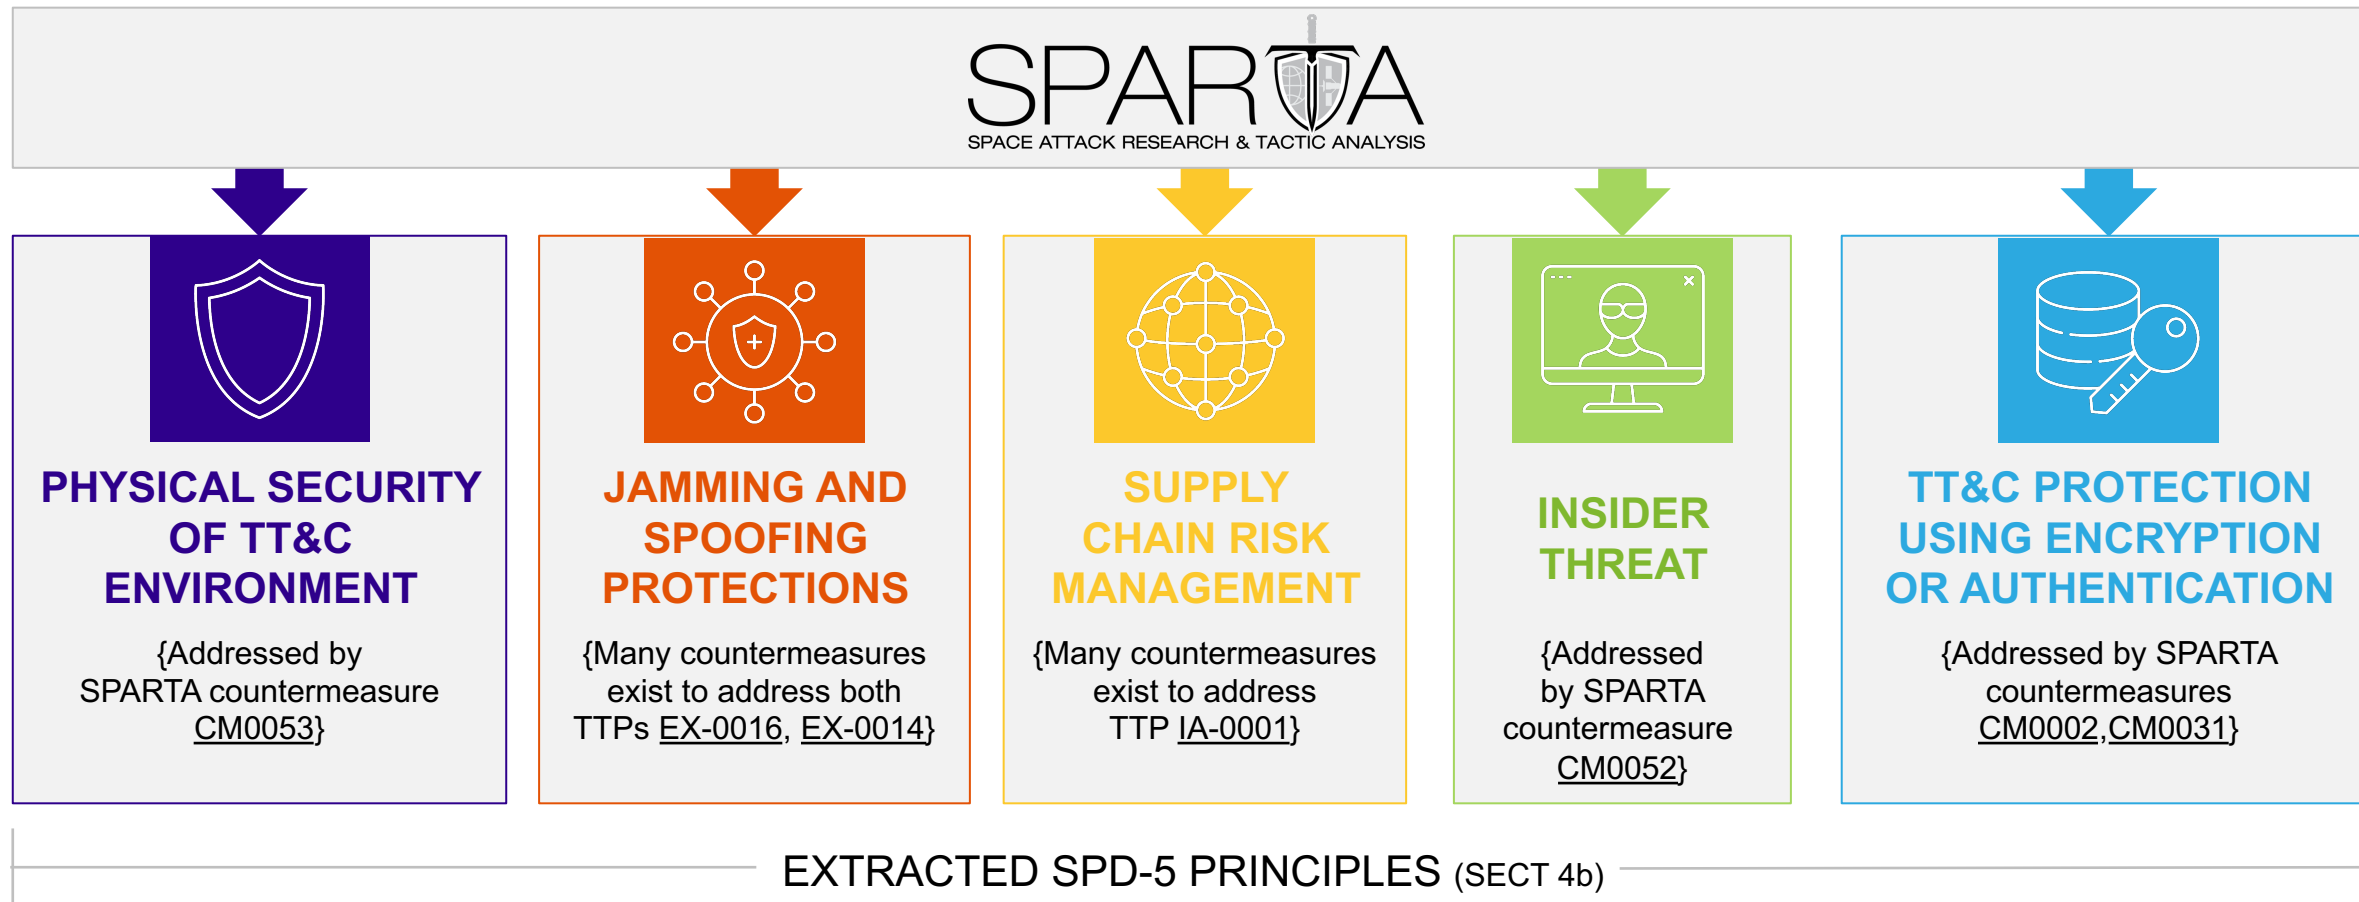 SPARTA
SPACE ATTACK RESEARCH & TACTIC ANALYSIS
PHYSICAL SECURITY
OF TT&C
ENVIRONMENT
{Addressed by
SPARTA countermeasure
CM0053}
JAMMING AND
SPOOFING
PROTECTIONS
{Many countermeasures
exist to address both
TTPs EX-0016, EX-0014}
SUPPLY
CHAIN RISK
MANAGEMENT
{Many countermeasures
exist to address
TTP IA-0001}
INSIDER
THREAT
{Addressed
by SPARTA
countermeasure
CM0052}
TT&C PROTECTION
USING ENCRYPTION
OR AUTHENTICATION
{Addressed by SPARTA
countermeasures
CM0002,CM0031}
EXTRACTED SPD-5 PRINCIPLES (SECT 4b)